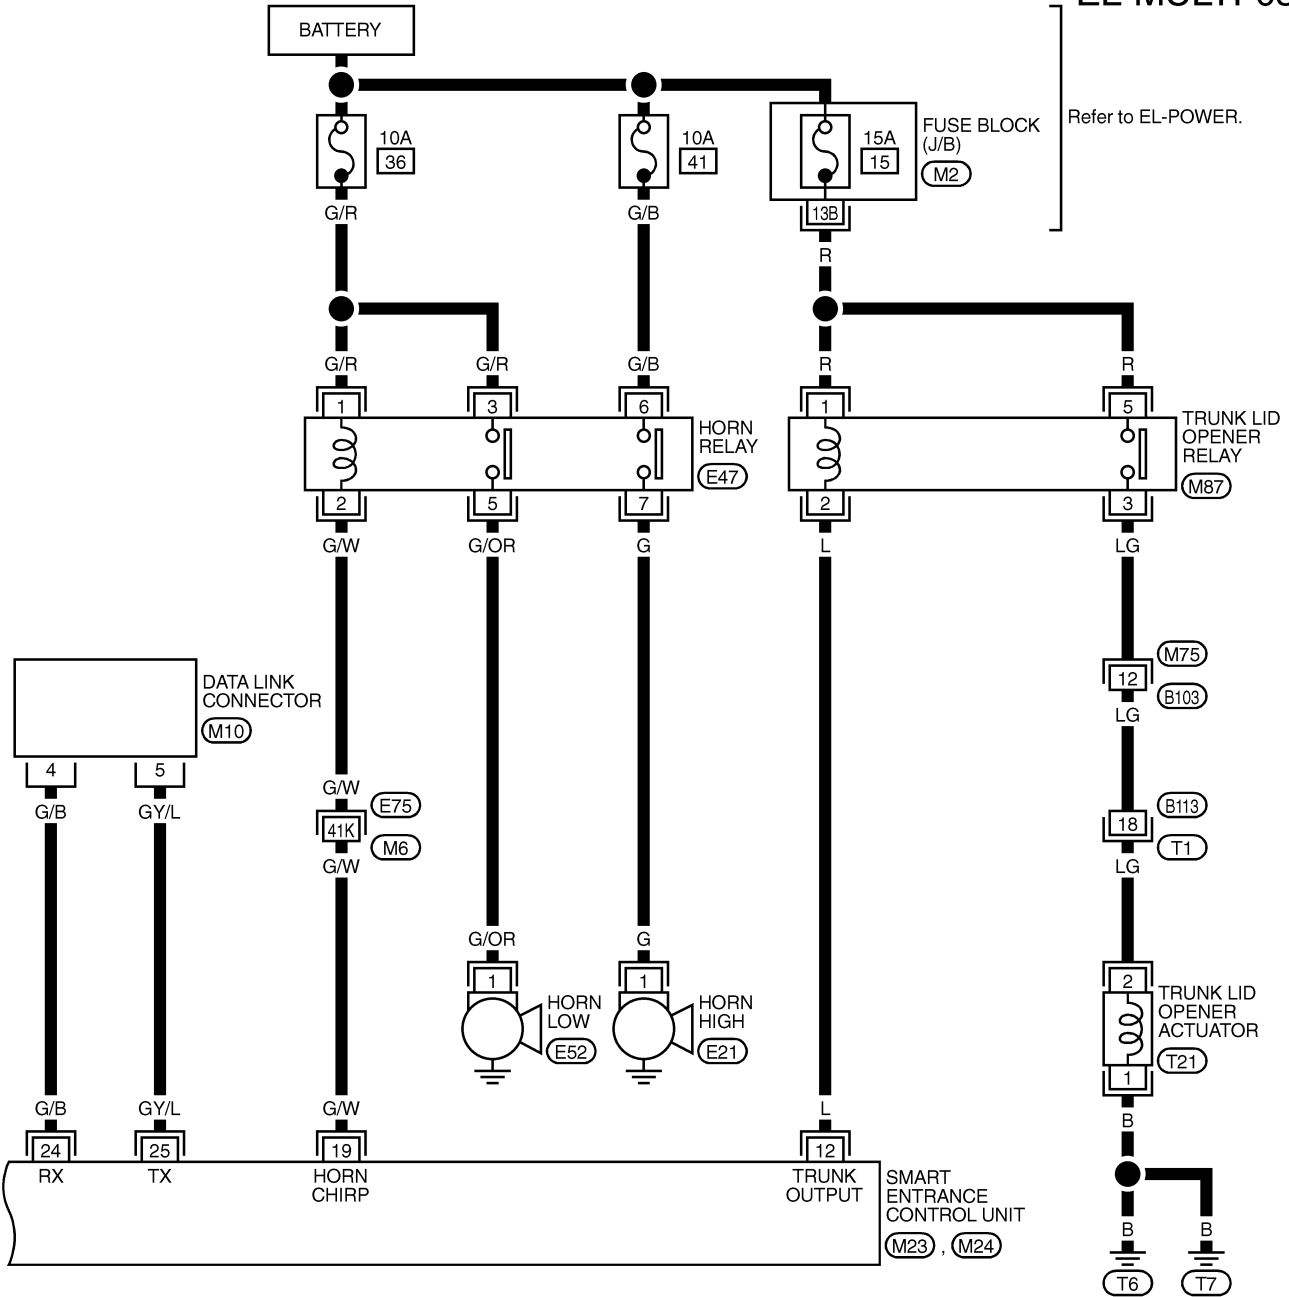 BATTERY
Refer to EL-POWER.
10A
36
10A
41
15A
15
FUSE BLOCK
(J/B)
M2
13B
G/R
G/B
R
G/R
G/R
G/B
R
R
1
3
6
1
5
HORN
RELAY
E47
TRUNK LID
OPENER
RELAY
M87
2
5
7
2
3
G/W
G/OR
G
L
LG
M75
12
B103
LG
DATA LINK
CONNECTOR
M10
4
5
G/B
GY/L
G/W
E75
41K
M6
G/W
B113
18
T1
LG
G/OR
G
1
1
2
HORN
LOW
E52
HORN
HIGH
E21
TRUNK LID
OPENER
ACTUATOR
T21
1
G/B
GY/L
G/W
L
B
24
25
19
12
RX
TX
HORN
CHIRP
TRUNK
OUTPUT
SMART
ENTRANCE
CONTROL UNIT
M23 , M24
B
B
T6
T7